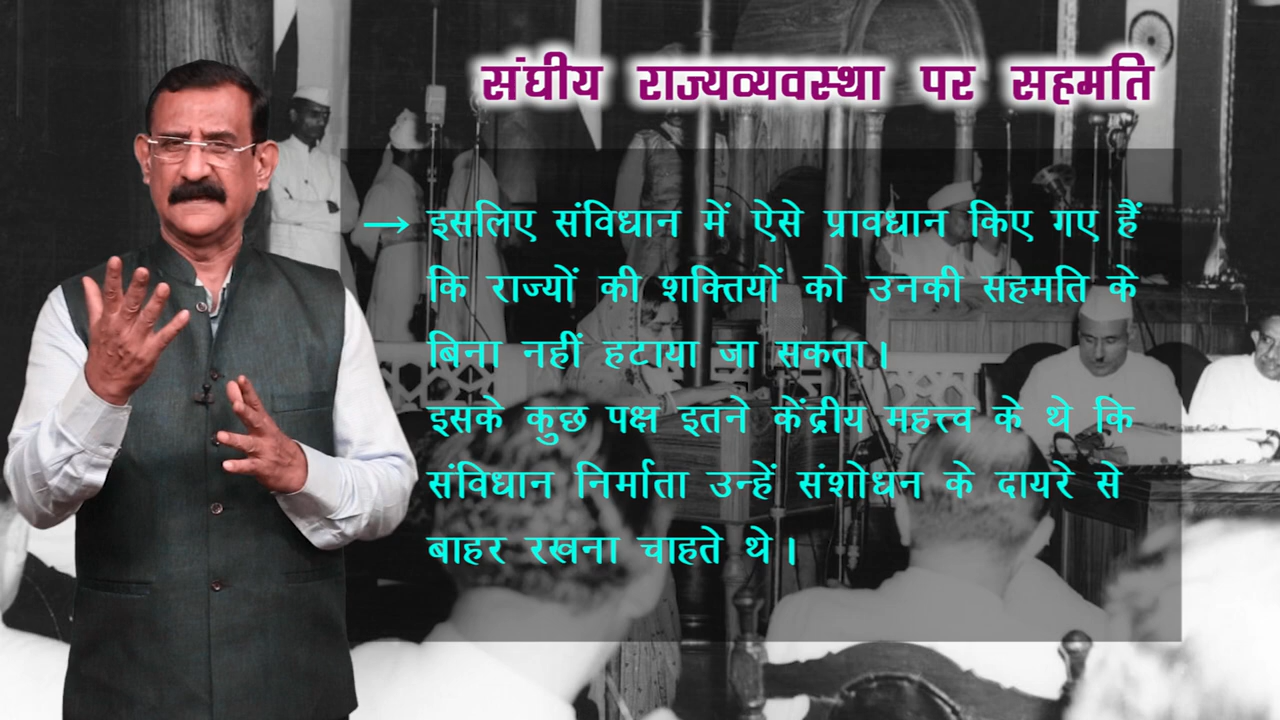 संघीय राज्यव्यवस्था पर सहमति
→ इसलिए संविधान में ऐसे प्रावधान किए गए हैं
कि राज्यों की शक्तियों को उनकी सहमति के
बिना नहीं हटाया जा सकता।
इसके कुछ पक्ष इतने केंद्रीय महत्त्व के थे कि
संविधान निर्माता उन्हें संशोधन के दायरे से
बाहर रखना चाहते थे।